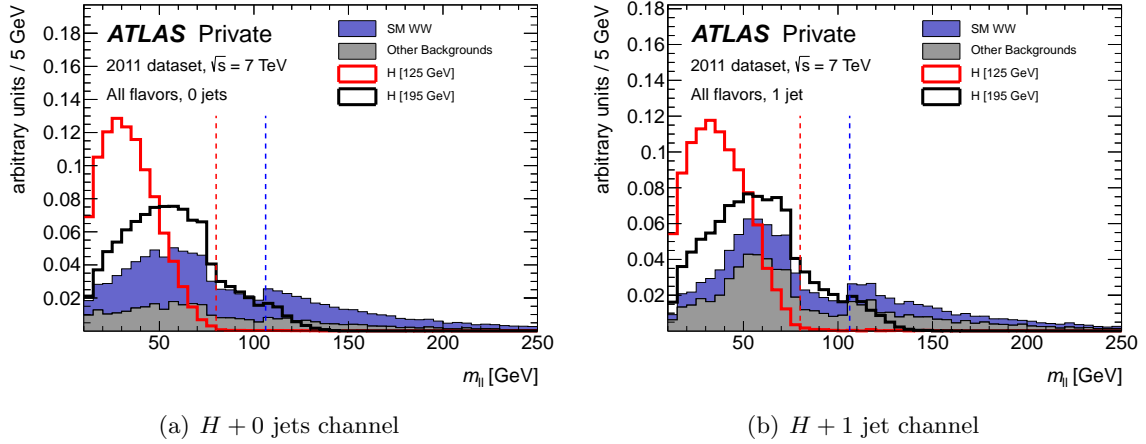 ATLAS Private
2011 dataset, √s = 7 TeV
All flavors, 0 jets
SM WW
Other Backgrounds
H [125 GeV]
H [195 GeV]
arbitrary units / 5 GeV
0.18
0.16
0.14
0.12
0.1
0.08
0.06
0.04
0.02
50 100 150 200 250
m_ll [GeV]
(a) H + 0 jets channel
ATLAS Private
2011 dataset, √s = 7 TeV
All flavors, 1 jet
SM WW
Other Backgrounds
H [125 GeV]
H [195 GeV]
arbitrary units / 5 GeV
0.18
0.16
0.14
0.12
0.1
0.08
0.06
0.04
0.02
50 100 150 200 250
m_ll [GeV]
(b) H + 1 jet channel